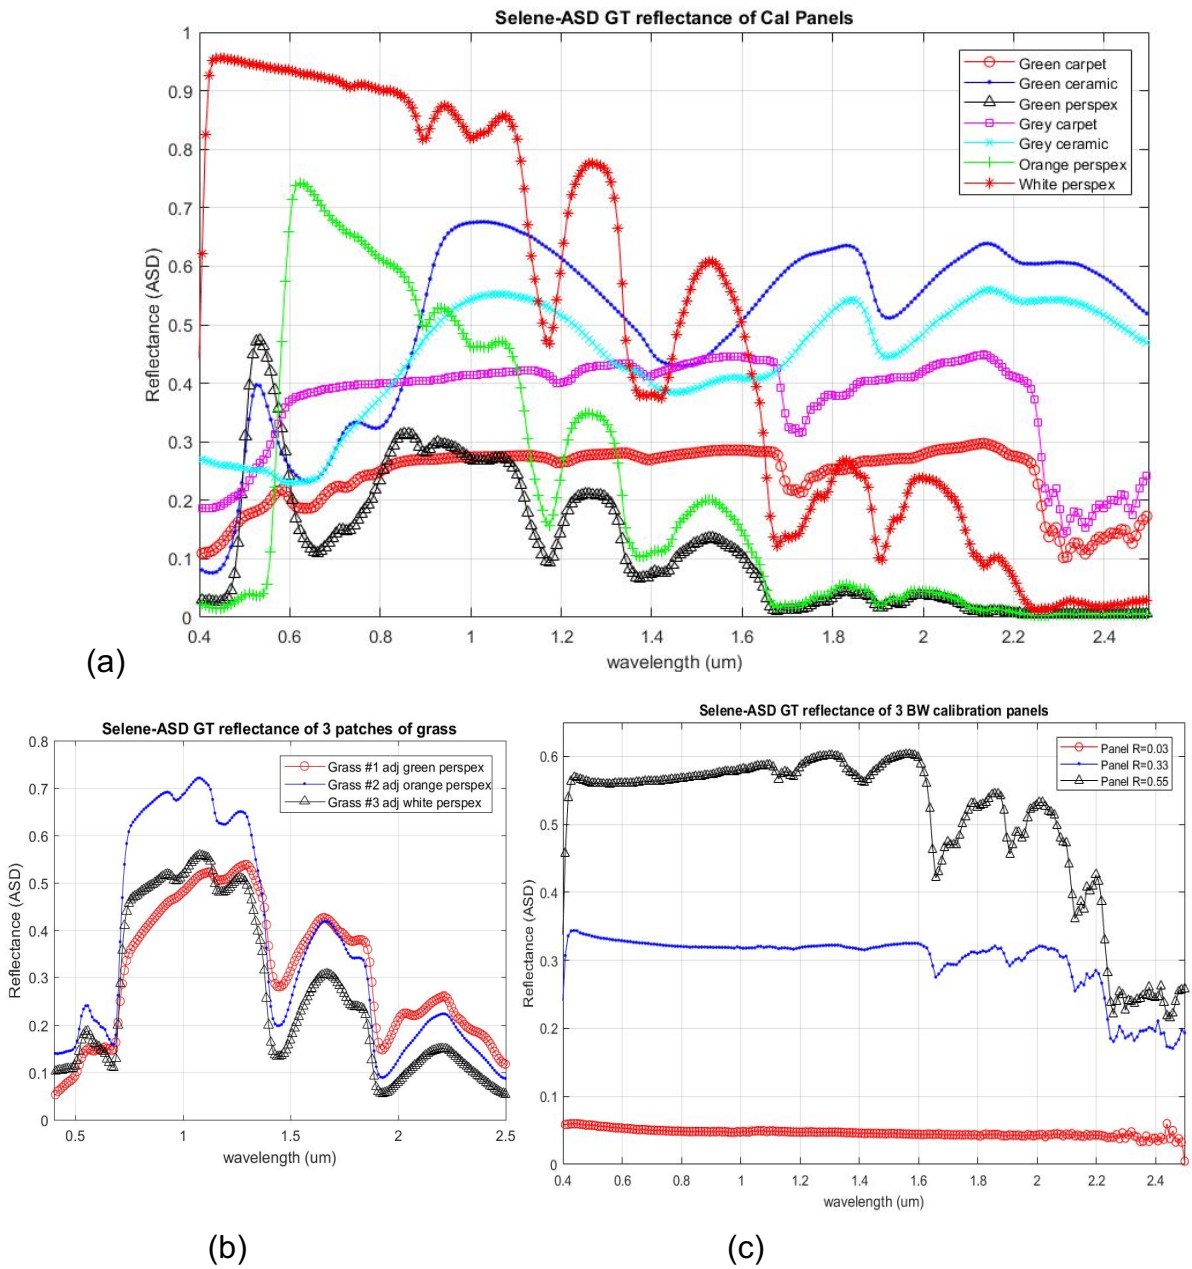 Selene-ASD GT reflectance of Cal Panels
Reflectance (ASD)
1
0.9
0.8
0.7
0.6
0.5
0.4
0.3
0.2
0.1
0
Green carpet
Green ceramic
Green perspex
Grey carpet
Grey ceramic
Orange perspex
White perspex
0.4 0.6 0.8 1 1.2 1.4 1.6 1.8 2 2.2 2.4
wavelength (um)
(a)
Selene-ASD GT reflectance of 3 patches of grass
Reflectance (ASD)
0.8
0.7
0.6
0.5
0.4
0.3
0.2
0.1
0
Grass #1 adj green perspex
Grass #2 adj orange perspex
Grass #3 adj white perspex
0.5 1 1.5 2 2.5
wavelength (um)
(b)
Selene-ASD GT reflectance of 3 BW calibration panels
Reflectance (ASD)
0.6
0.5
0.4
0.3
0.2
0.1
0
Panel R=0.03
Panel R=0.33
Panel R=0.55
0.4 0.6 0.8 1 1.2 1.4 1.6 1.8 2 2.2 2.4
wavelength (um)
(c)